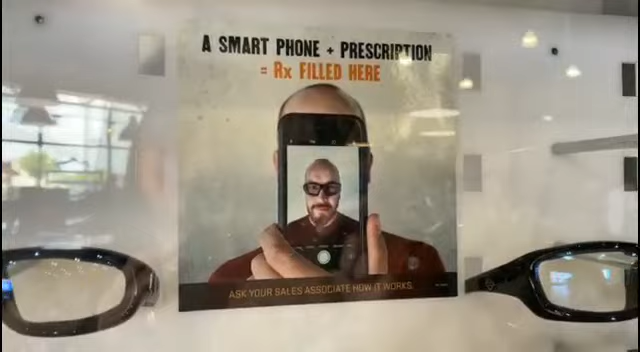 A SMART PHONE + PRESCRIPTION
= Rx FILLED HERE
ASK YOUR SALES ASSOCIATE HOW IT WORKS.